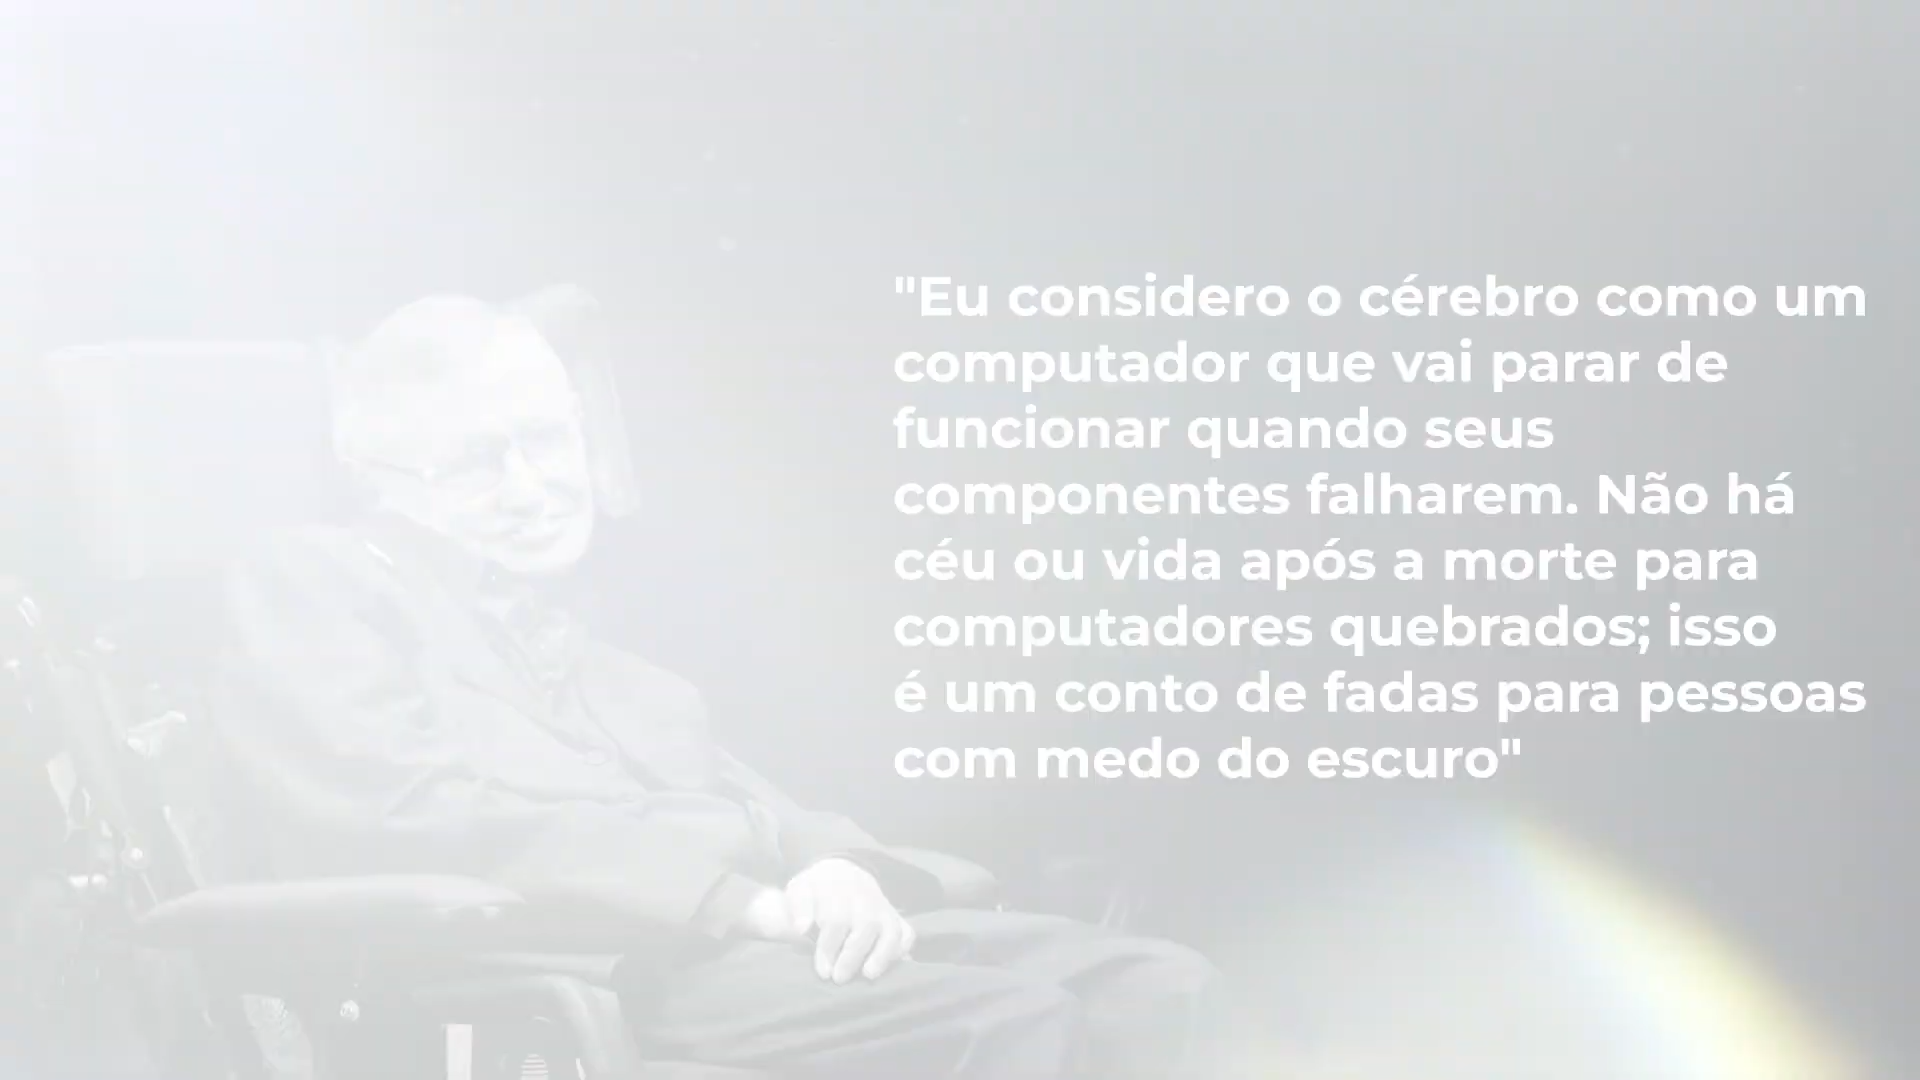 "Eu considero o cérebro como um
computador que vai parar de
funcionar quando seus
componentes falharem. Não há
céu ou vida após a morte para
computadores quebrados; isso
é um conto de fadas para pessoas
com medo do escuro"